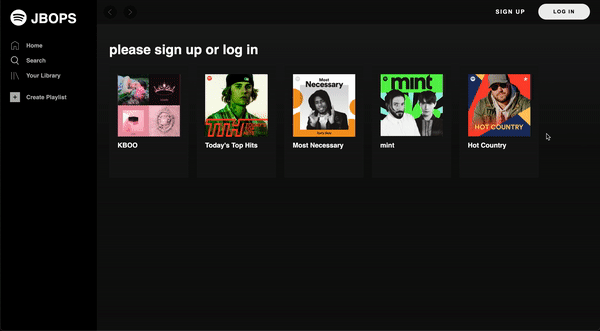 JBOPS
SIGN UP
LOG IN
Home
Search
Your Library
Create Playlist
please sign up or log in
mint
Most
Necessary
HOT COUNTRY
KBOO
Today's Top Hits
Most Necessary
mint
Hot Country